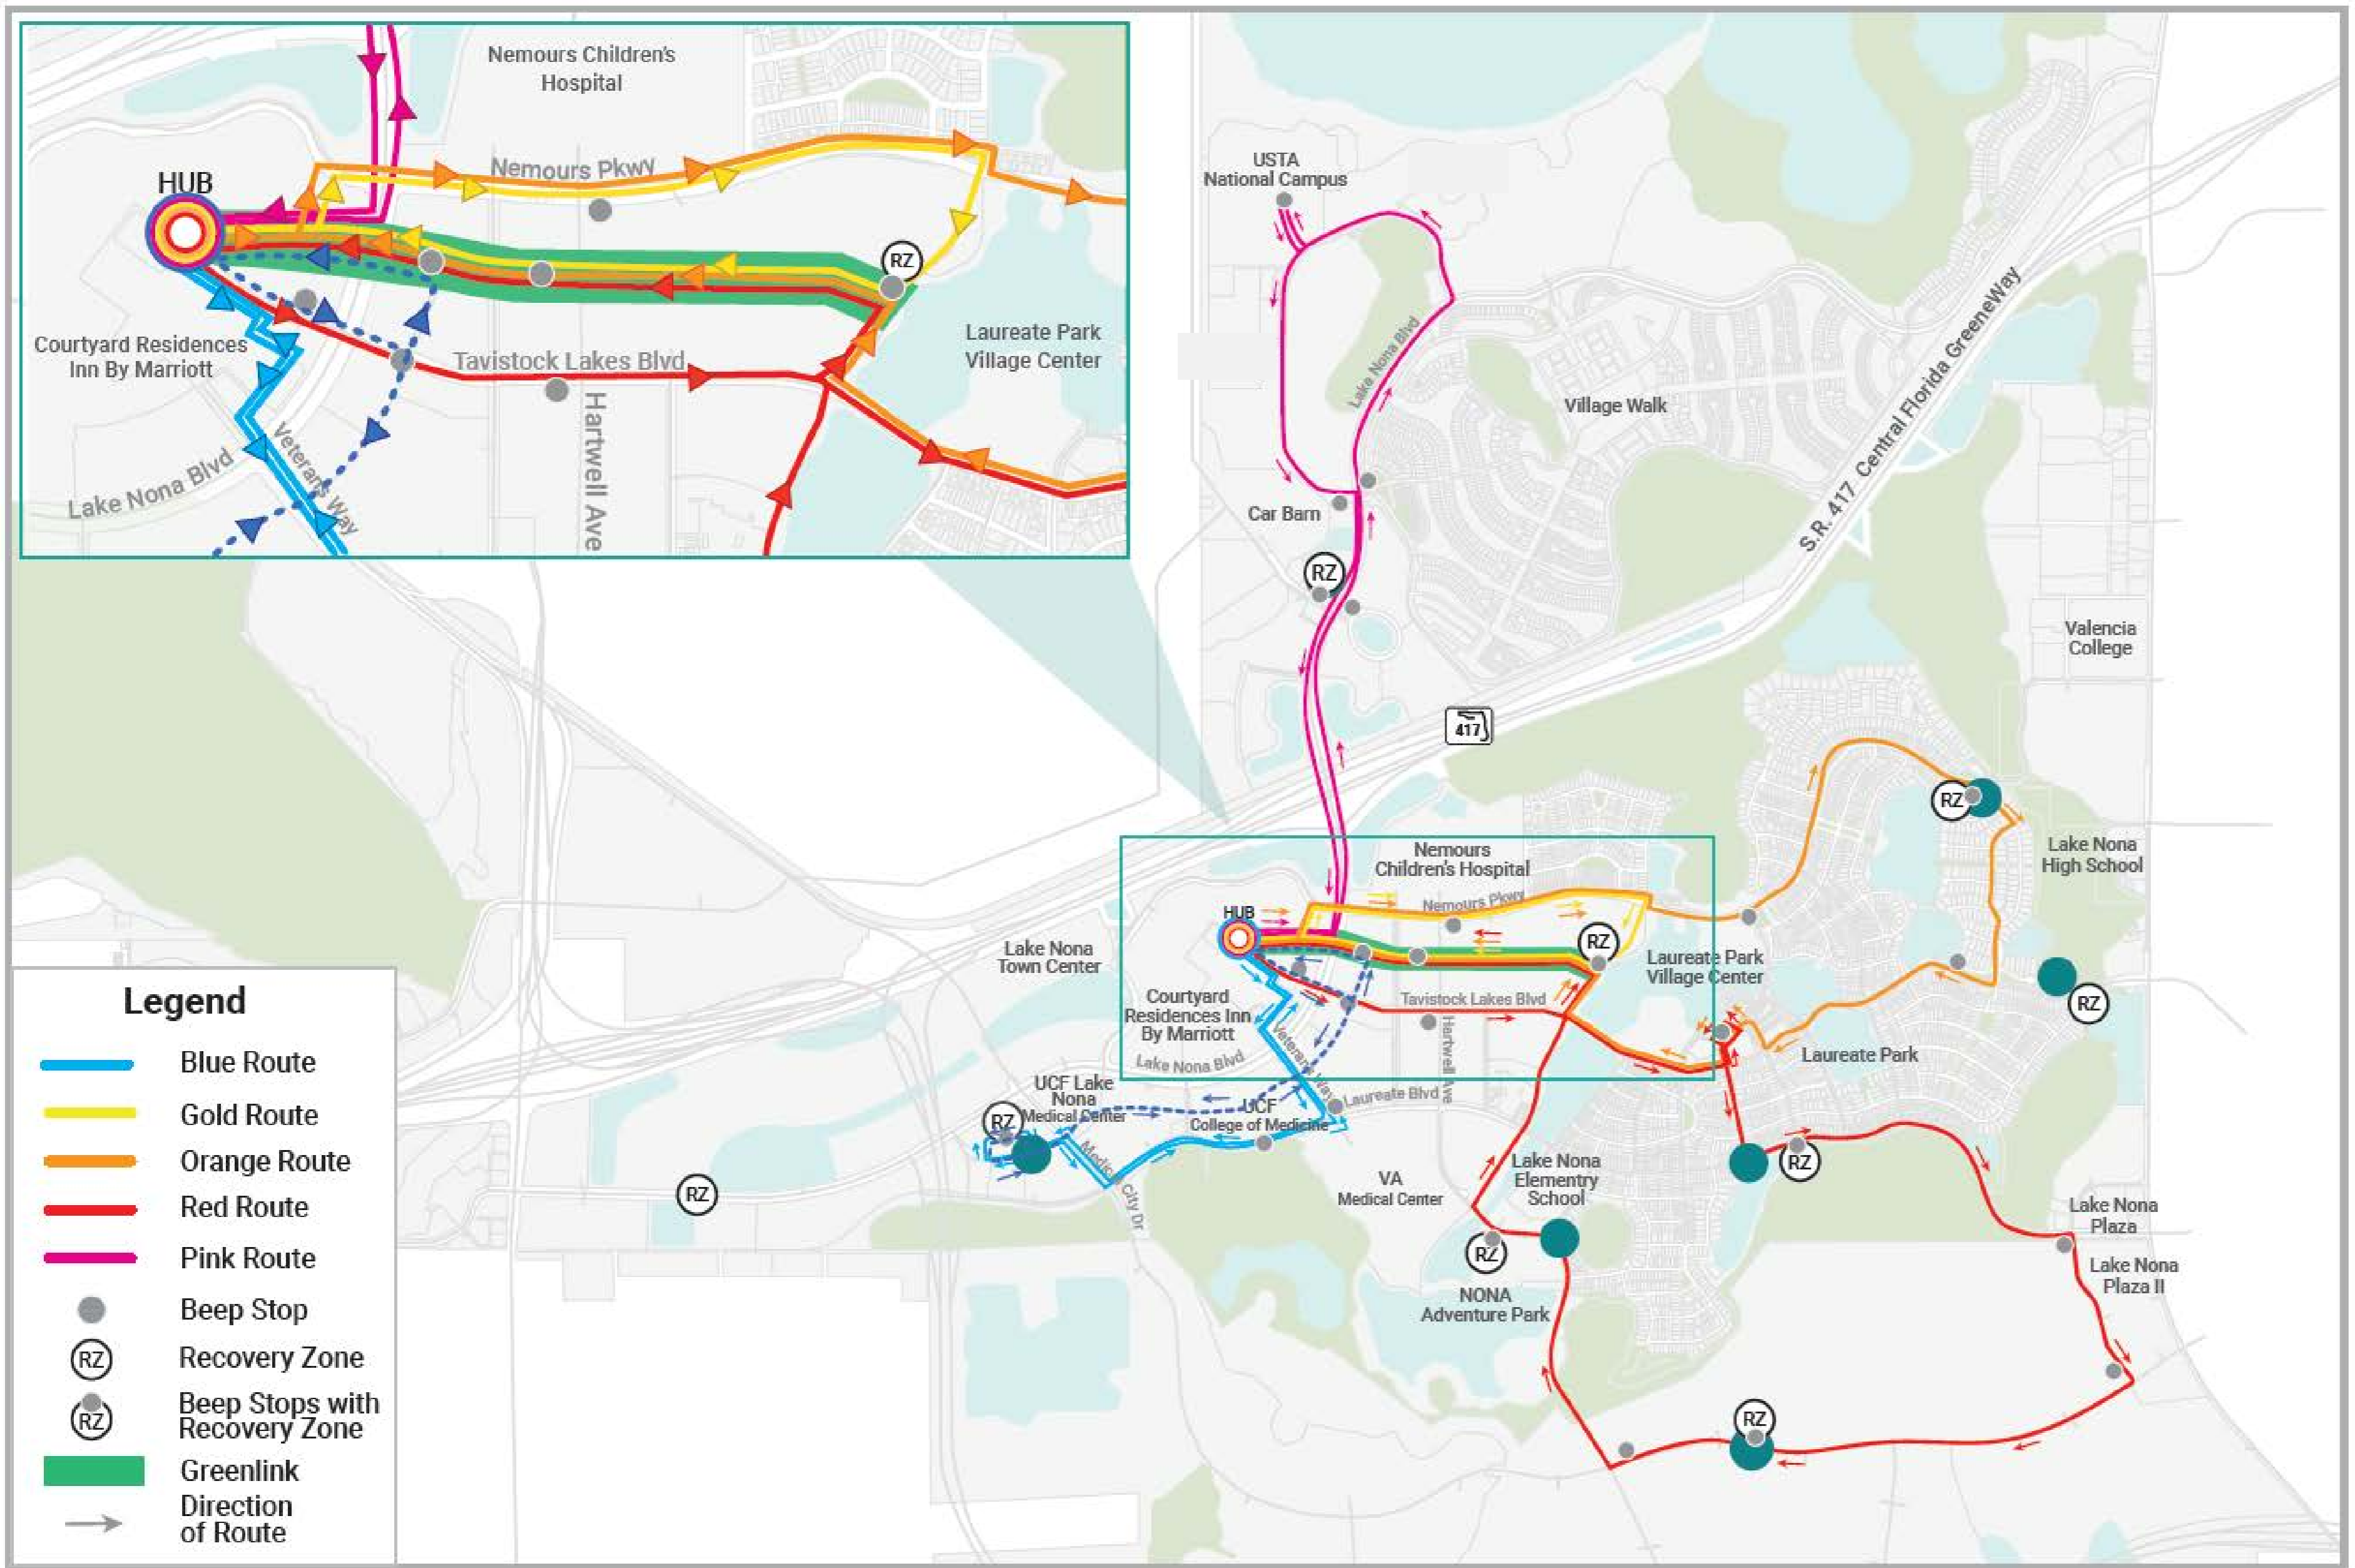 Nemours Children's
Hospital
HUB
Nemours Pkwy
RZ
Courtyard Residences
Inn By Marriott
Tavistock Lakes Blvd
Laureate Park
Village Center
Hartwell Ave
Veterans Way
Lake Nona Blvd
USTA
National Campus
Lake Nona Blvd
Village Walk
Car Barn
RZ
S.R. 417 Central Florida GreeneWay
Valencia
College
417
RZ
Lake Nona
High School
Nemours
Children's Hospital
Nemours Pkwy
HUB
RZ
Lake Nona
Town Center
Laureate Park
Village Center
RZ
Courtyard
Residences Inn
By Marriott
Tavistock Lakes Blvd
Hartwell Ave
Veterans Way
Lake Nona Blvd
Laureate Park
UCF Lake
Nona
Medical Center
RZ
Laureate Blvd
UCF
College of Medicine
Medical City Dr
RZ
VA
Medical Center
Lake Nona
Elementry
School
RZ
Lake Nona
Plaza
Lake Nona
Plaza II
RZ
NONA
Adventure Park
RZ
Legend
Blue Route
Gold Route
Orange Route
Red Route
Pink Route
Beep Stop
RZ
Recovery Zone
RZ
Beep Stops with
Recovery Zone
Greenlink
Direction
of Route